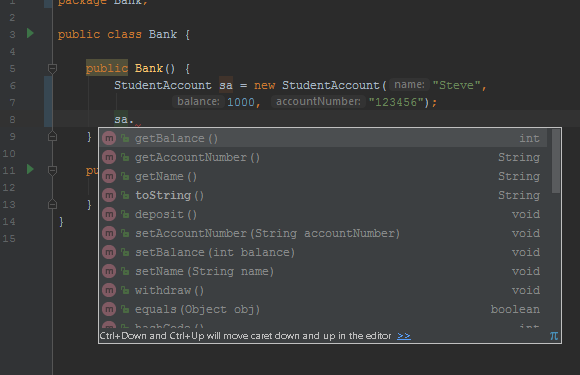 1 package Bank;
2
3 public class Bank {
4
5 public Bank() {
6 StudentAccount sa = new StudentAccount( name: "Steve",
7 balance: 1000, accountNumber: "123456");
8 sa.
m getBalance() int
9 }
m getAccountNumber() String
10
11 pu
m getName() String
12
m toString() String
13 }
m deposit() void
14 }
m setAccountNumber(String accountNumber) void
15
m setBalance(int balance) void
m setName(String name) void
m withdraw() void
m equals(Object obj) boolean
m hashCode() int
Ctrl+Down and Ctrl+Up will move caret down and up in the editor >> π